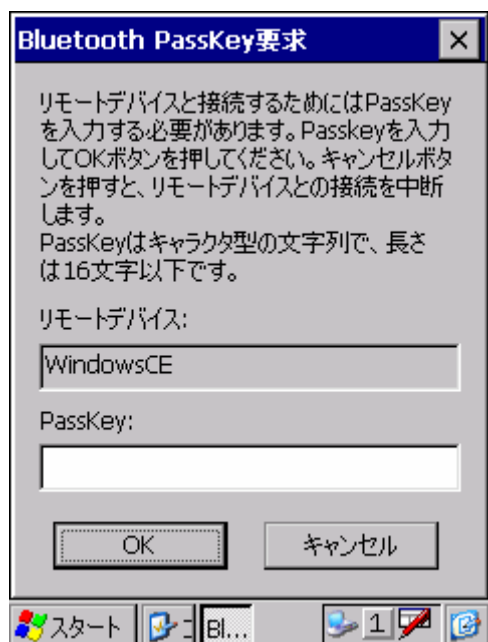 Bluetooth PassKey要求
リモートデバイスと接続するためにはPassKey
を入力する必要があります。Passkeyを入力
してOKボタンを押してください。キャンセルボタ
ンを押すと、リモートデバイスとの接続を中断
します。
PassKeyはキャラクタ型の文字列で、長さ
は16文字以下です。
リモートデバイス:
WindowsCE
PassKey:
OK キャンセル
スタート コ Bl... 1